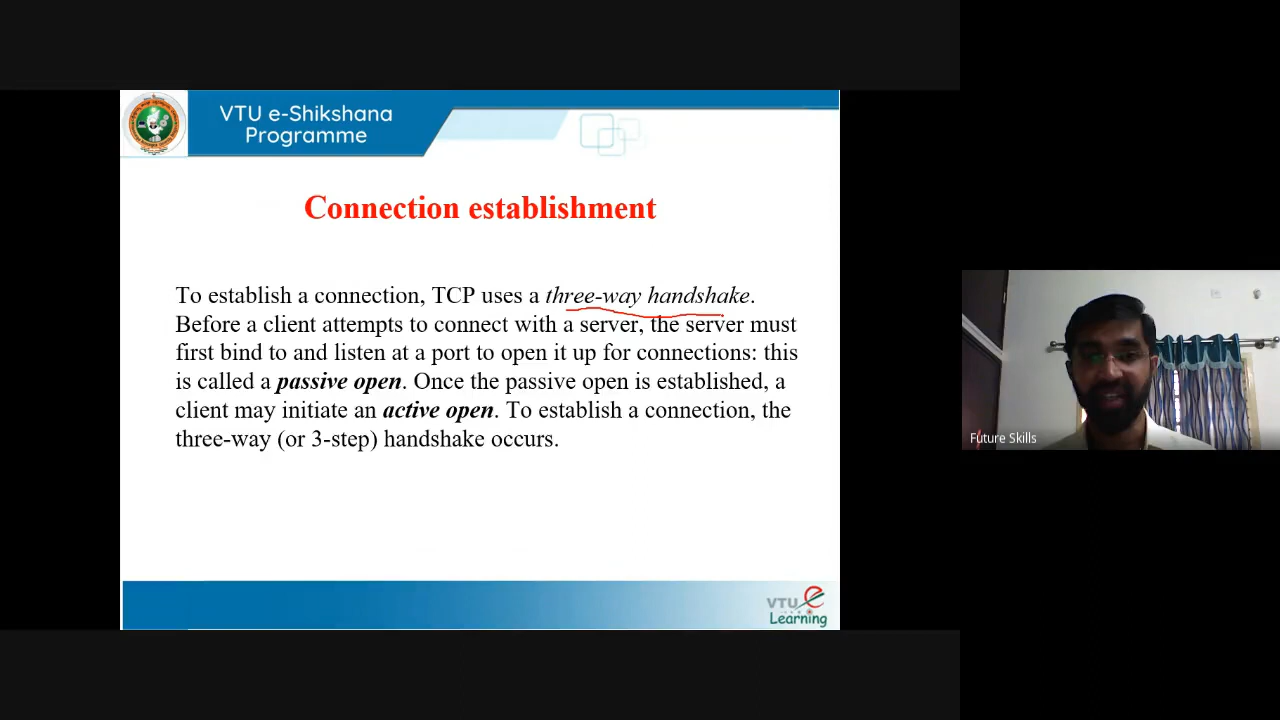 VTU e-Shikshana
Programme
Connection establishment
To establish a connection, TCP uses a three-way handshake.
Before a client attempts to connect with a server, the server must
first bind to and listen at a port to open it up for connections: this
is called a passive open. Once the passive open is established, a
client may initiate an active open. To establish a connection, the
three-way (or 3-step) handshake occurs.
Future Skills
VTU e
Learning